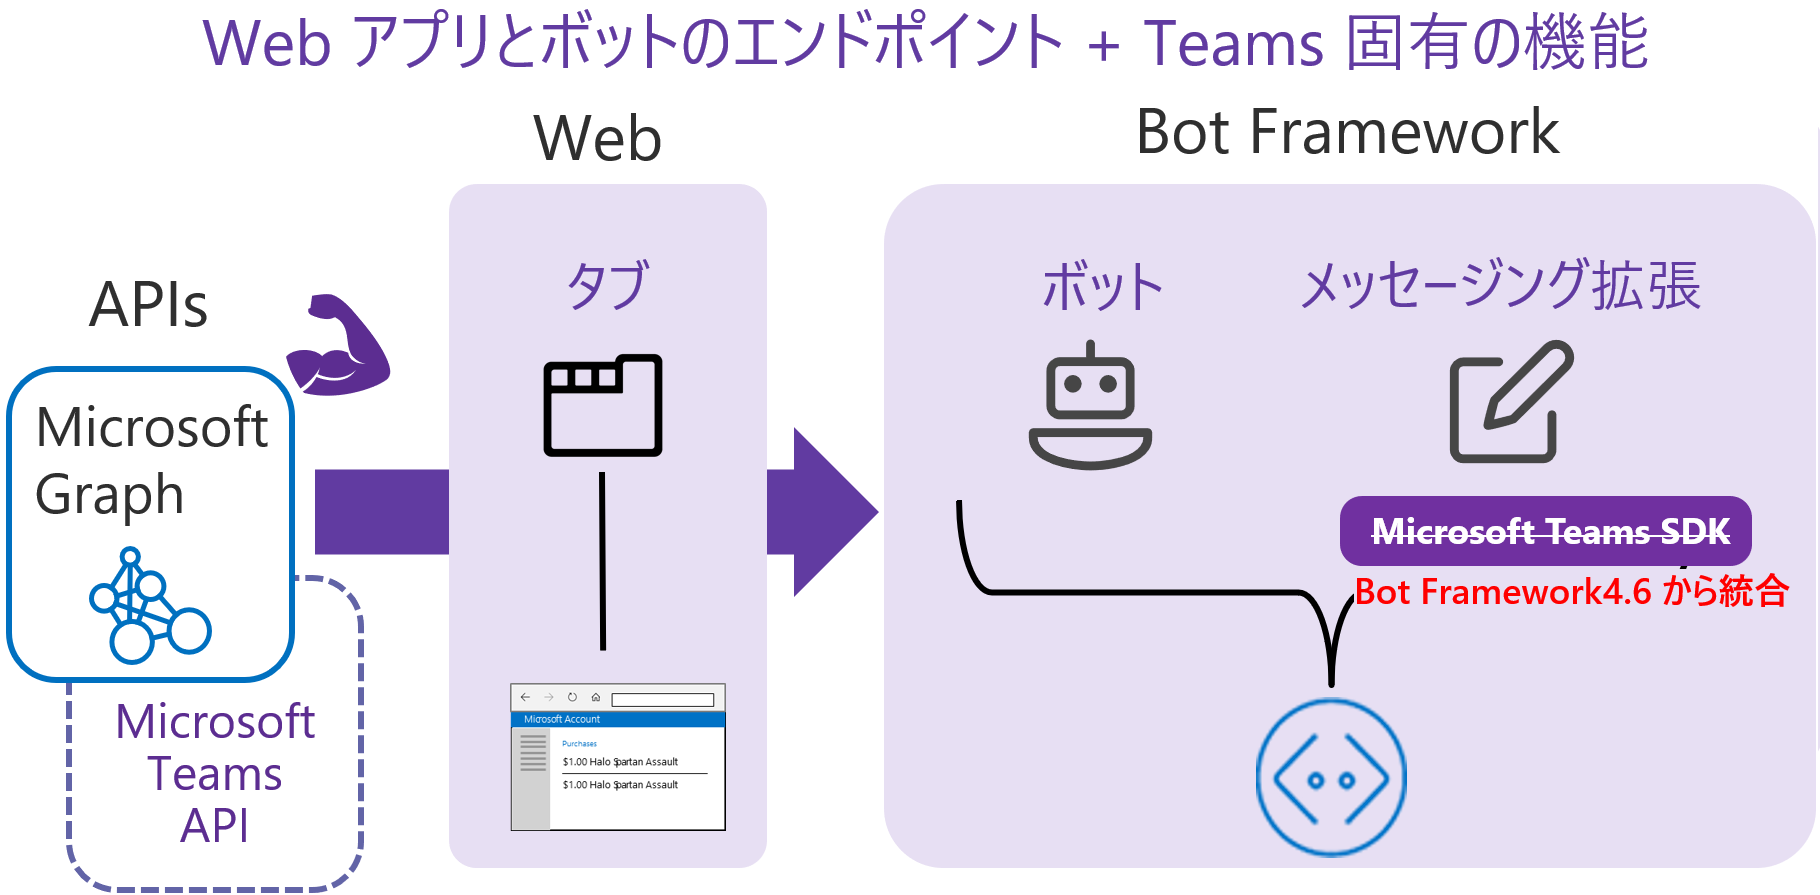 Web アプリとボットのエンドポイント + Teams 固有の機能
Web
Bot Framework
APIs
タブ
ボット
メッセージング拡張
Microsoft
Graph
Microsoft Teams SDK
Bot Framework4.6 から統合
Microsoft
Teams
API
Microsoft Account
Purchases
$1.00 Halo Spartan Assault
$1.00 Halo Spartan Assault